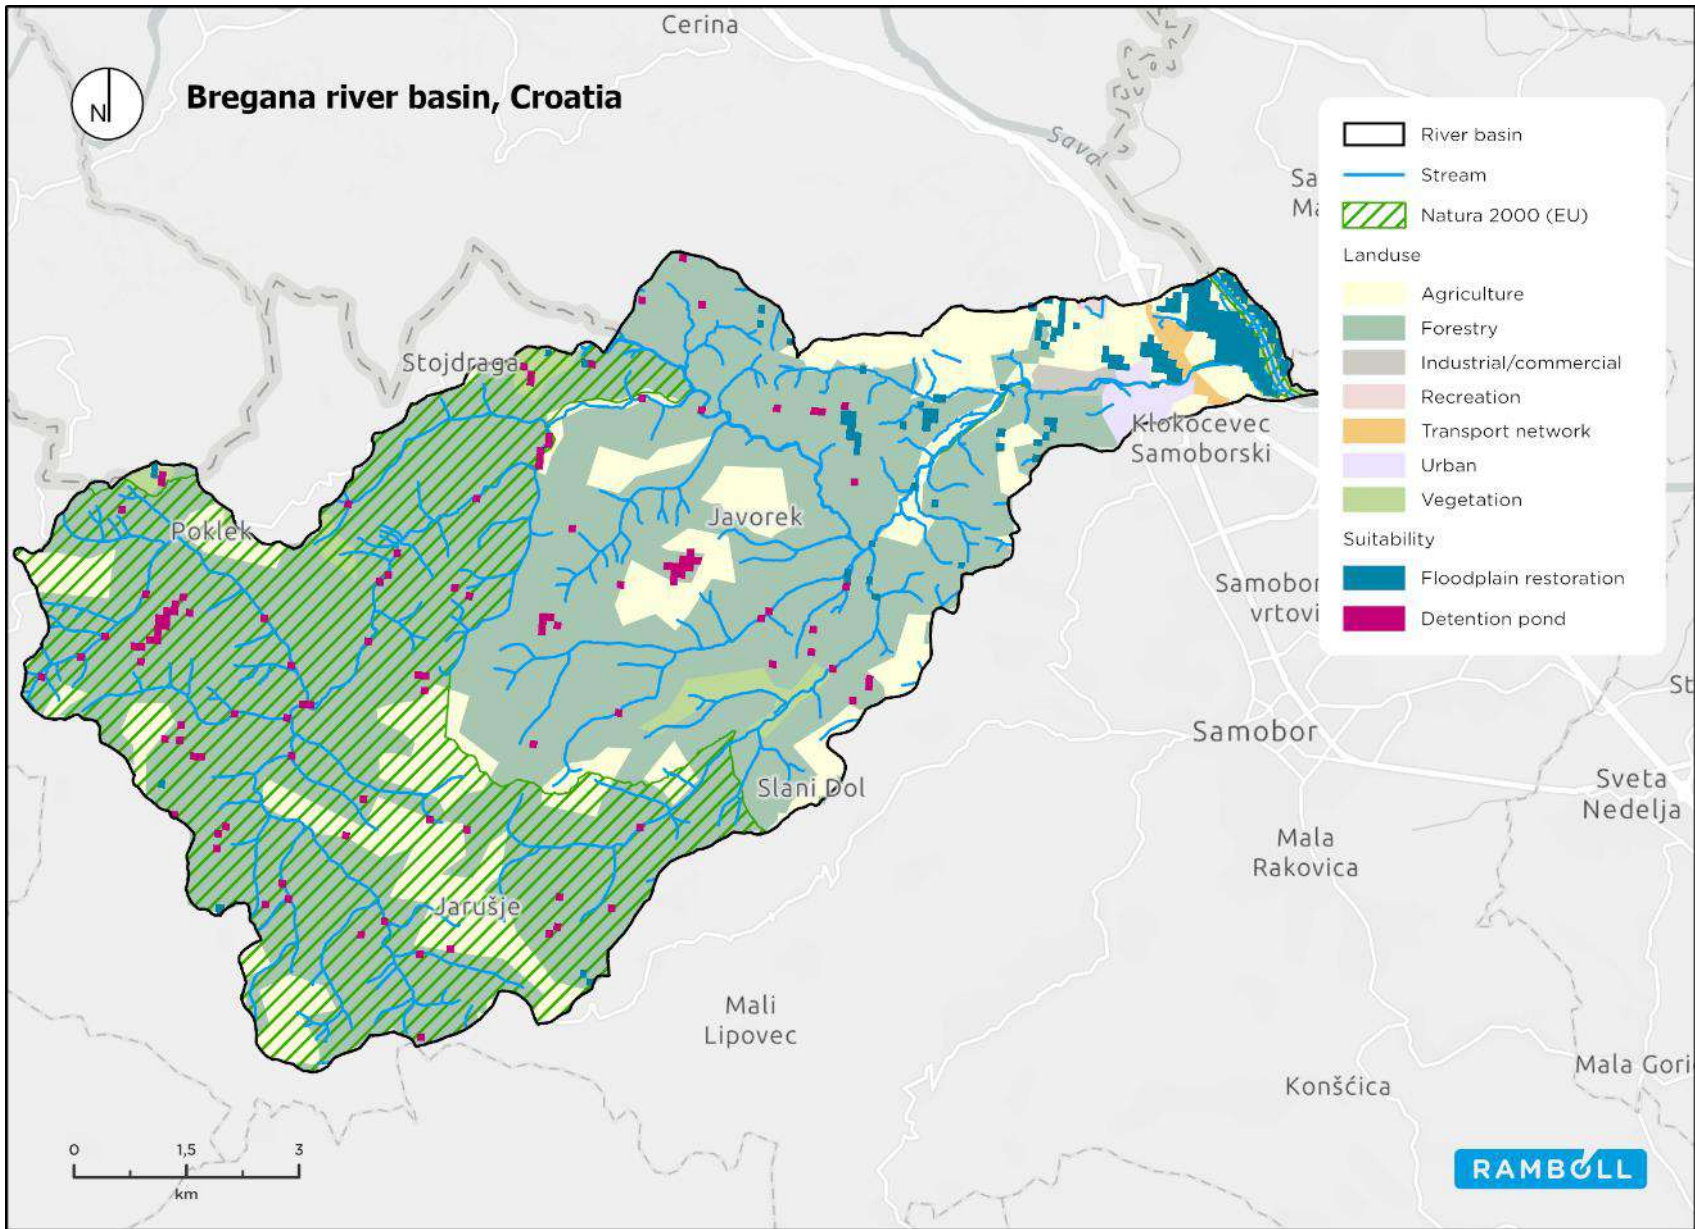 Cerina
Bregana river basin, Croatia
N
Sava
Sa
Ma
River basin
Stream
Natura 2000 (EU)
Landuse
Agriculture
Forestry
Industrial/commercial
Recreation
Transport network
Urban
Vegetation
Suitability
Floodplain restoration
Detention pond
Stojdraga
Klokocevec
Samoborski
Poklek
Javorek
Samobor
vrtovi
St
Samobor
Slani Dol
Sveta
Nedelja
Mala
Rakovica
Jarušje
Mali
Lipovec
Mala Gori
Konšćica
0 1,5 3
km
RAMBOLL